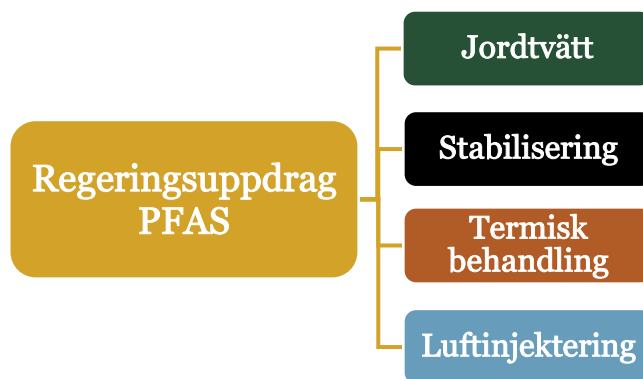 Regeringsuppdrag
PFAS
Jordtvätt
Stabilisering
Termisk
behandling
Luftinjektering